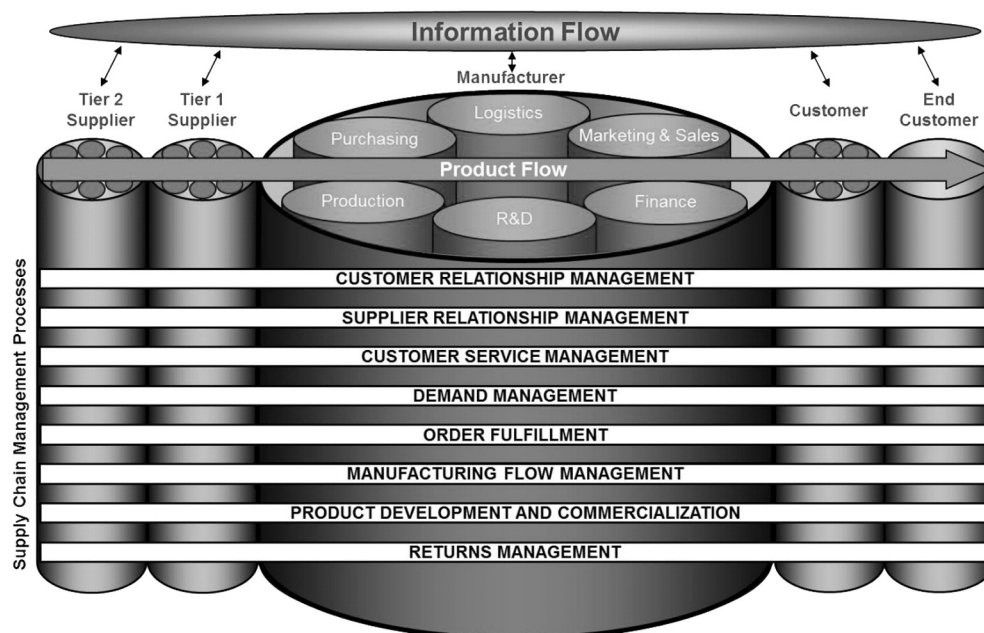 Information Flow
Manufacturer
Tier 2
Supplier
Tier 1
Supplier
Customer
End
Customer
Logistics
Purchasing
Marketing & Sales
Product Flow
Production
R&D
Finance
Supply Chain Management Processes
CUSTOMER RELATIONSHIP MANAGEMENT
SUPPLIER RELATIONSHIP MANAGEMENT
CUSTOMER SERVICE MANAGEMENT
DEMAND MANAGEMENT
ORDER FULFILLMENT
MANUFACTURING FLOW MANAGEMENT
PRODUCT DEVELOPMENT AND COMMERCIALIZATION
RETURNS MANAGEMENT